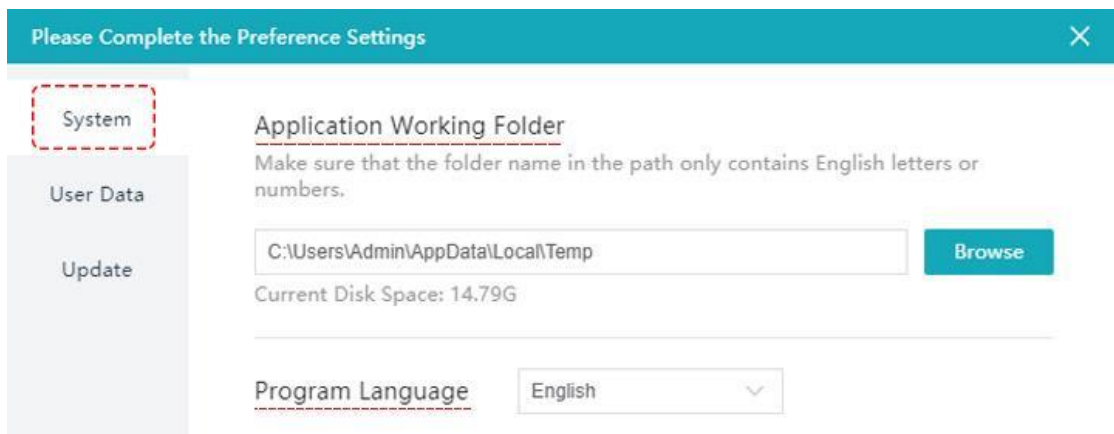 Please Complete the Preference Settings
System
User Data
Update
Application Working Folder
Make sure that the folder name in the path only contains English letters or
numbers.
C:\Users\Admin\AppData\Local\Temp
Browse
Current Disk Space: 14.79G
Program Language
English